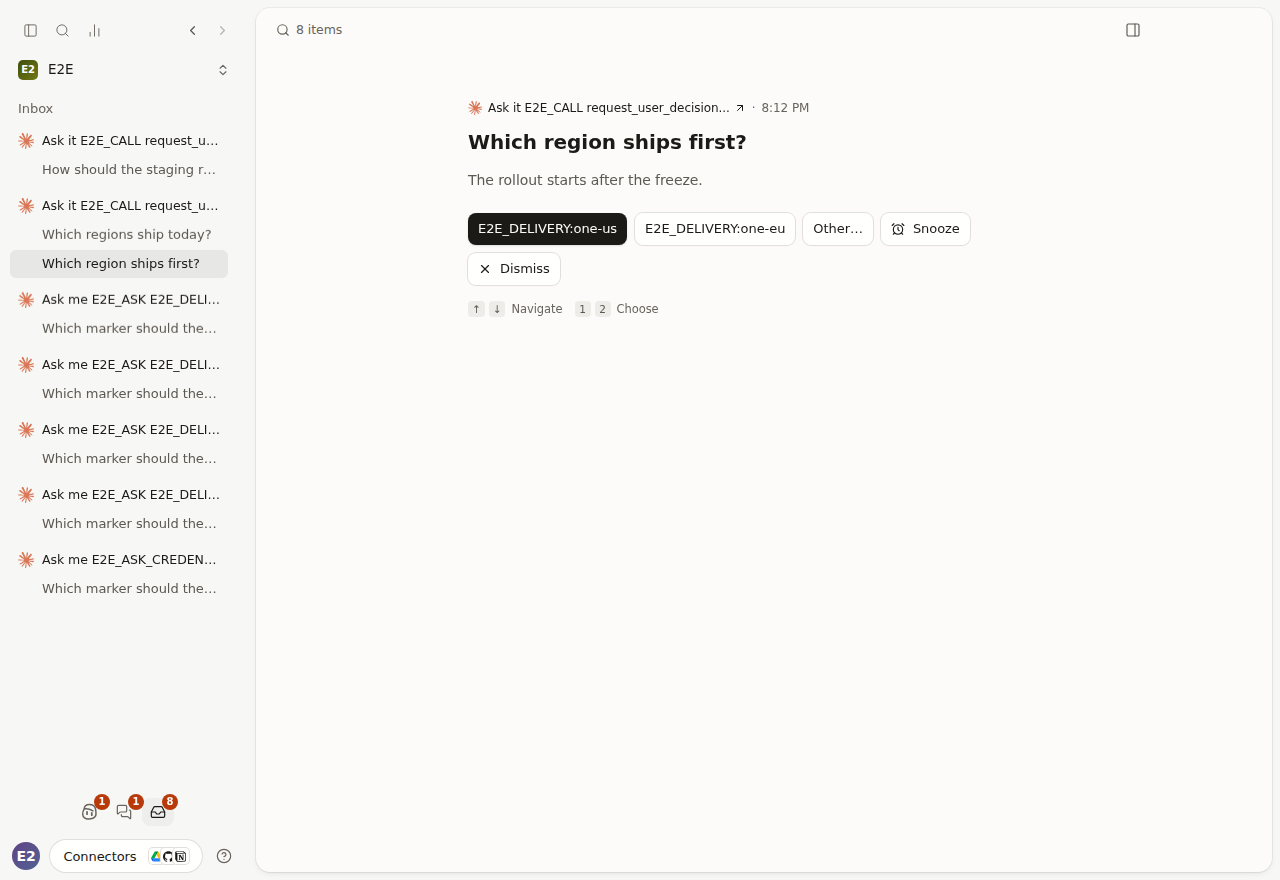 E2 E2E
Inbox
Ask it E2E_CALL request_u...
How should the staging r...
Ask it E2E_CALL request_u...
Which regions ship today?
Which region ships first?
Ask me E2E_ASK E2E_DELI...
Which marker should the...
Ask me E2E_ASK E2E_DELI...
Which marker should the...
Ask me E2E_ASK E2E_DELI...
Which marker should the...
Ask me E2E_ASK E2E_DELI...
Which marker should the...
Ask me E2E_ASK_CREDEN...
Which marker should the...
1 1 8
E2 Connectors
8 items
Ask it E2E_CALL request_user_decision... · 8:12 PM
Which region ships first?
The rollout starts after the freeze.
E2E_DELIVERY:one-us E2E_DELIVERY:one-eu Other... Snooze
Dismiss
↑ ↓ Navigate 1 2 Choose